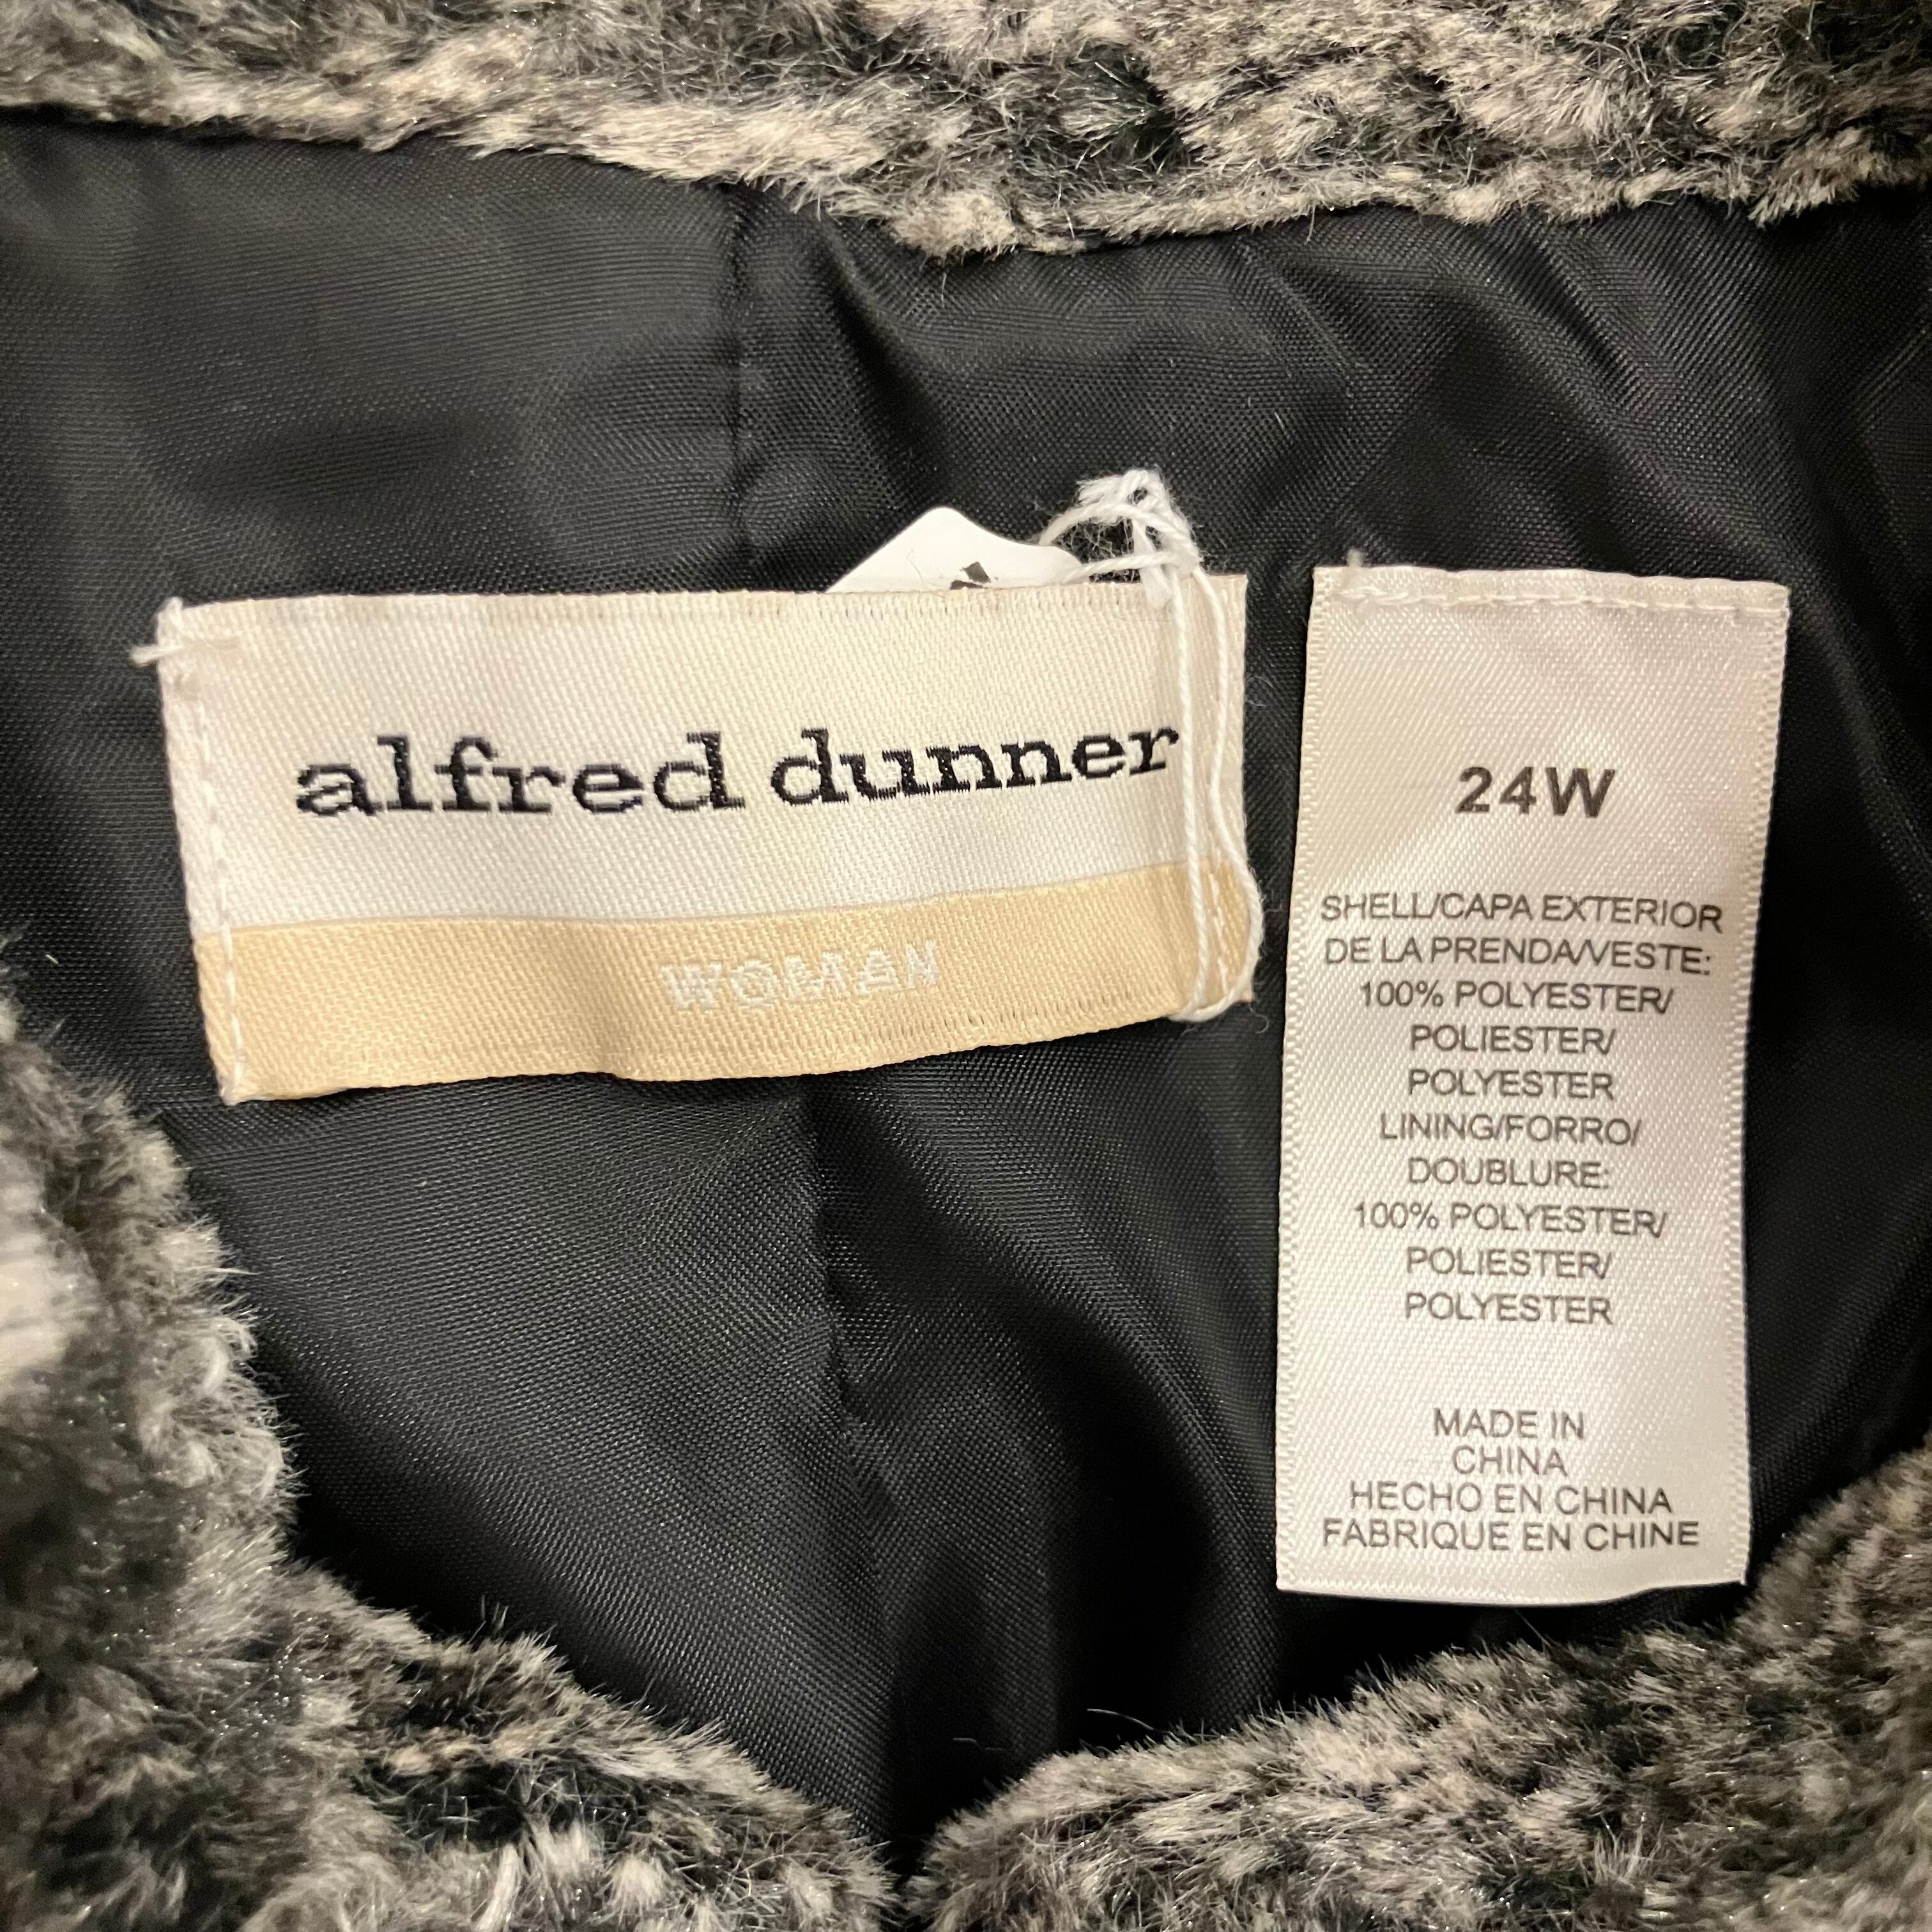 alfred dunner
WOMAN
24W
SHELL/CAPA EXTERIOR
DE LA PRENDA/VESTE:
100% POLYESTER/
POLIESTER/
POLYESTER
LINING/FORRO/
DOUBLURE:
100% POLYESTER/
POLIESTER/
POLYESTER
MADE IN
CHINA
HECHO EN CHINA
FABRIQUE EN CHINE